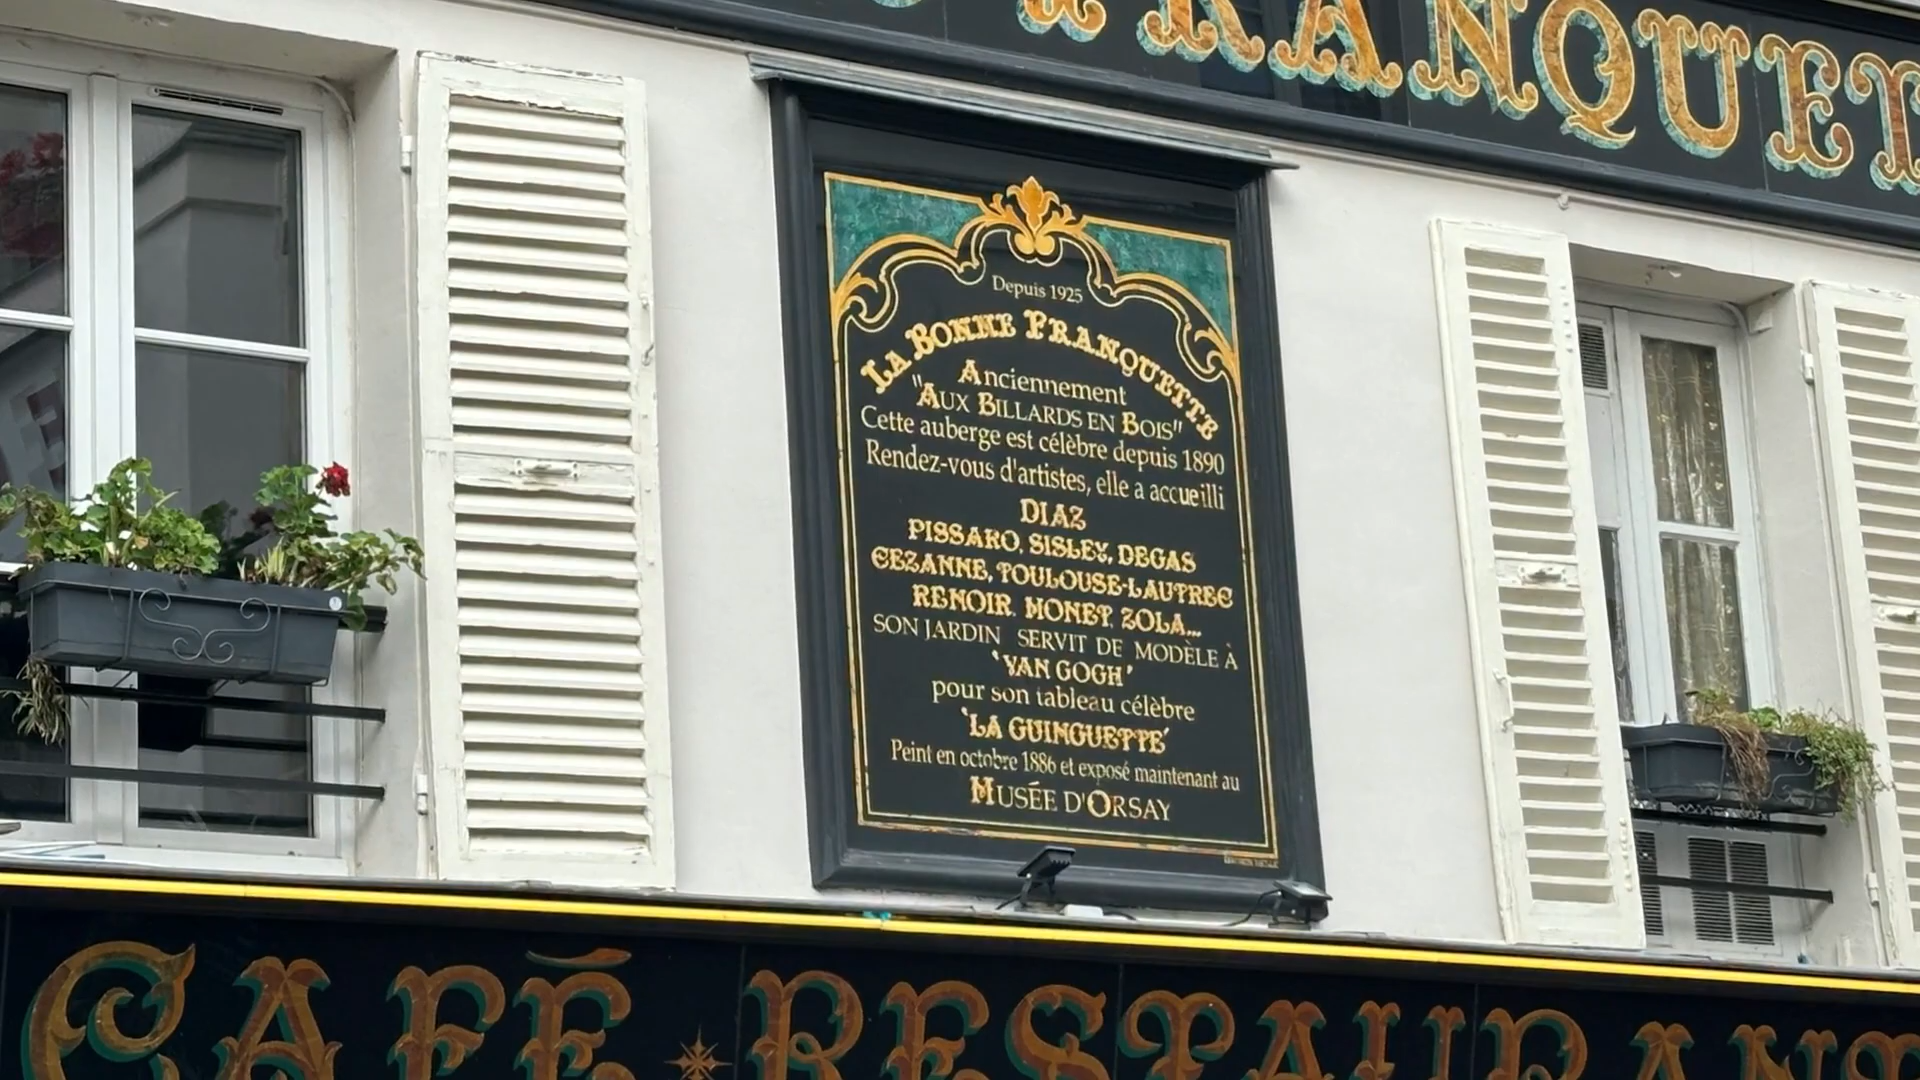 FRANQUET
Depuis 1925
LA BONNE FRANQUETTE
Anciennement
"AUX BILLARDS EN BOIS"
Cette auberge est célèbre depuis 1890
Rendez-vous d'artistes, elle a accueilli
DIAZ
PISSARO, SISLEY, DEGAS
CEZANNE, TOULOUSE-LAUTREC
RENOIR, MONET, ZOLA...
SON JARDIN SERVIT DE MODÈLE À
'VAN GOGH'
pour son tableau célèbre
'LA GUINGUETTE'
Peint en octobre 1886 et exposé maintenant au
MUSÉE D'ORSAY
CAFÉ RESTAURANT